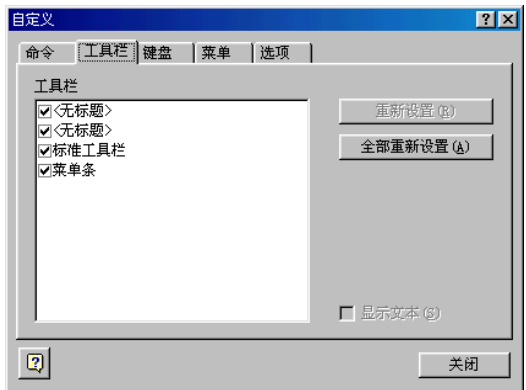 自定义
命令 工具栏 键盘 菜单 选项
工具栏
<无标题>
<无标题>
标准工具栏
菜单条
重新设置(R)
全部重新设置(A)
显示文本(S)
关闭